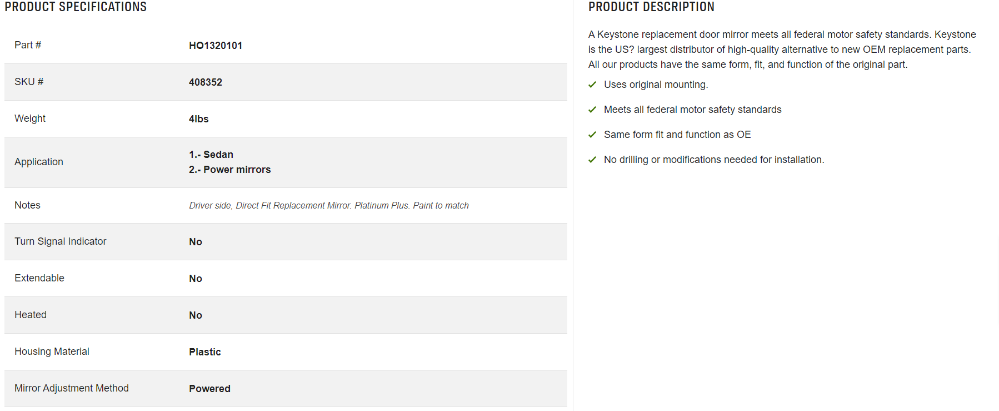 PRODUCT SPECIFICATIONS
Part # HO1320101
SKU # 408352
Weight 4lbs
Application 1.- Sedan
2.- Power mirrors
Notes Driver side, Direct Fit Replacement Mirror. Platinum Plus. Paint to match
Turn Signal Indicator No
Extendable No
Heated No
Housing Material Plastic
Mirror Adjustment Method Powered
PRODUCT DESCRIPTION
A Keystone replacement door mirror meets all federal motor safety standards. Keystone
is the US? largest distributor of high-quality alternative to new OEM replacement parts.
All our products have the same form, fit, and function of the original part.
Uses original mounting.
Meets all federal motor safety standards
Same form fit and function as OE
No drilling or modifications needed for installation.